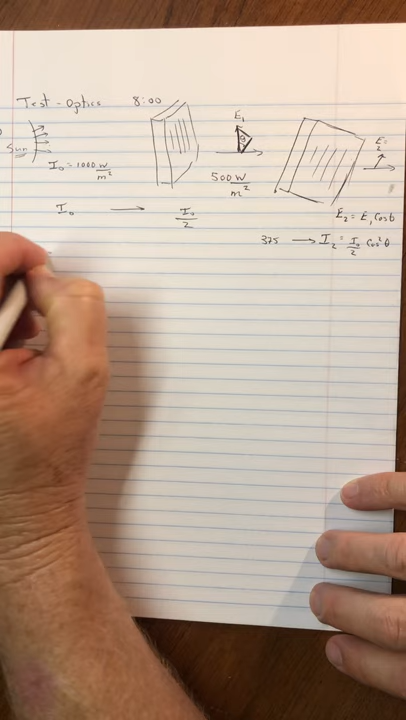 Test - Optics 8:00
E₁
θ
E₂
Sun
I₀ = 1000 W/m²
500 W/m²
I₀ → I₀/2
E₂ = E₁ Cosθ
375 → I₂ = I₀/2 Cos²θ